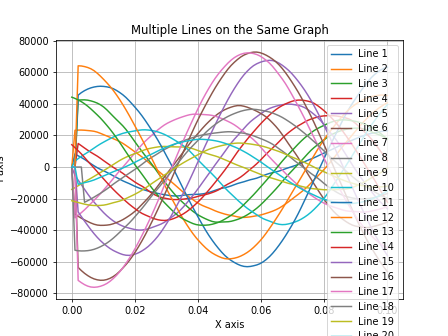 Multiple Lines on the Same Graph
80000
60000
40000
20000
0
−20000
−40000
−60000
−80000
0.00
0.02
0.04
0.06
0.08
X axis
Line 1
Line 2
Line 3
Line 4
Line 5
Line 6
Line 7
Line 8
Line 9
Line 10
Line 11
Line 12
Line 13
Line 14
Line 15
Line 16
Line 17
Line 18
Line 19
Line 20